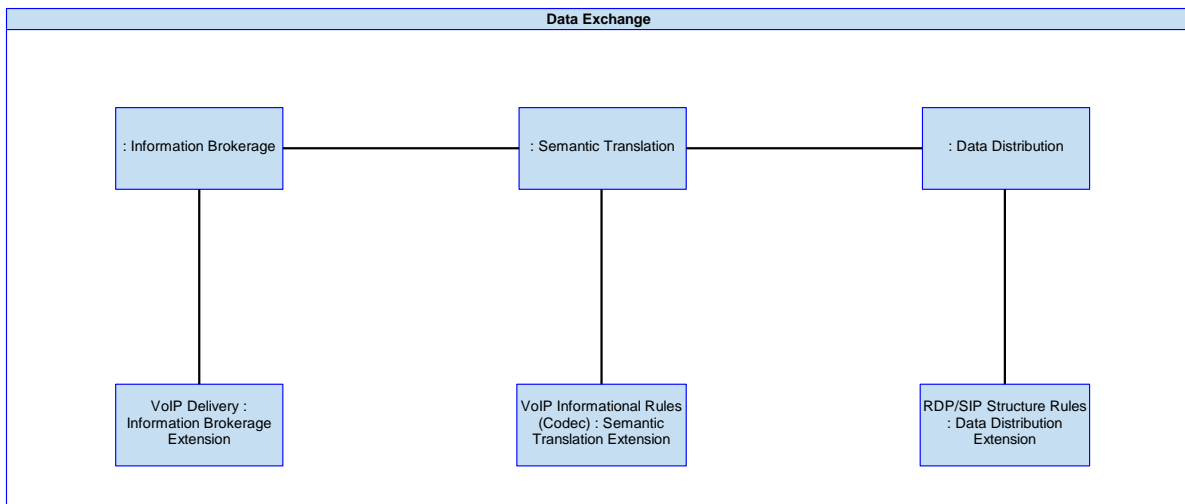 Data Exchange
: Information Brokerage
: Semantic Translation
: Data Distribution
VoIP Delivery :
Information Brokerage
Extension
VoIP Informational Rules
(Codec) : Semantic
Translation Extension
RDP/SIP Structure Rules
: Data Distribution
Extension